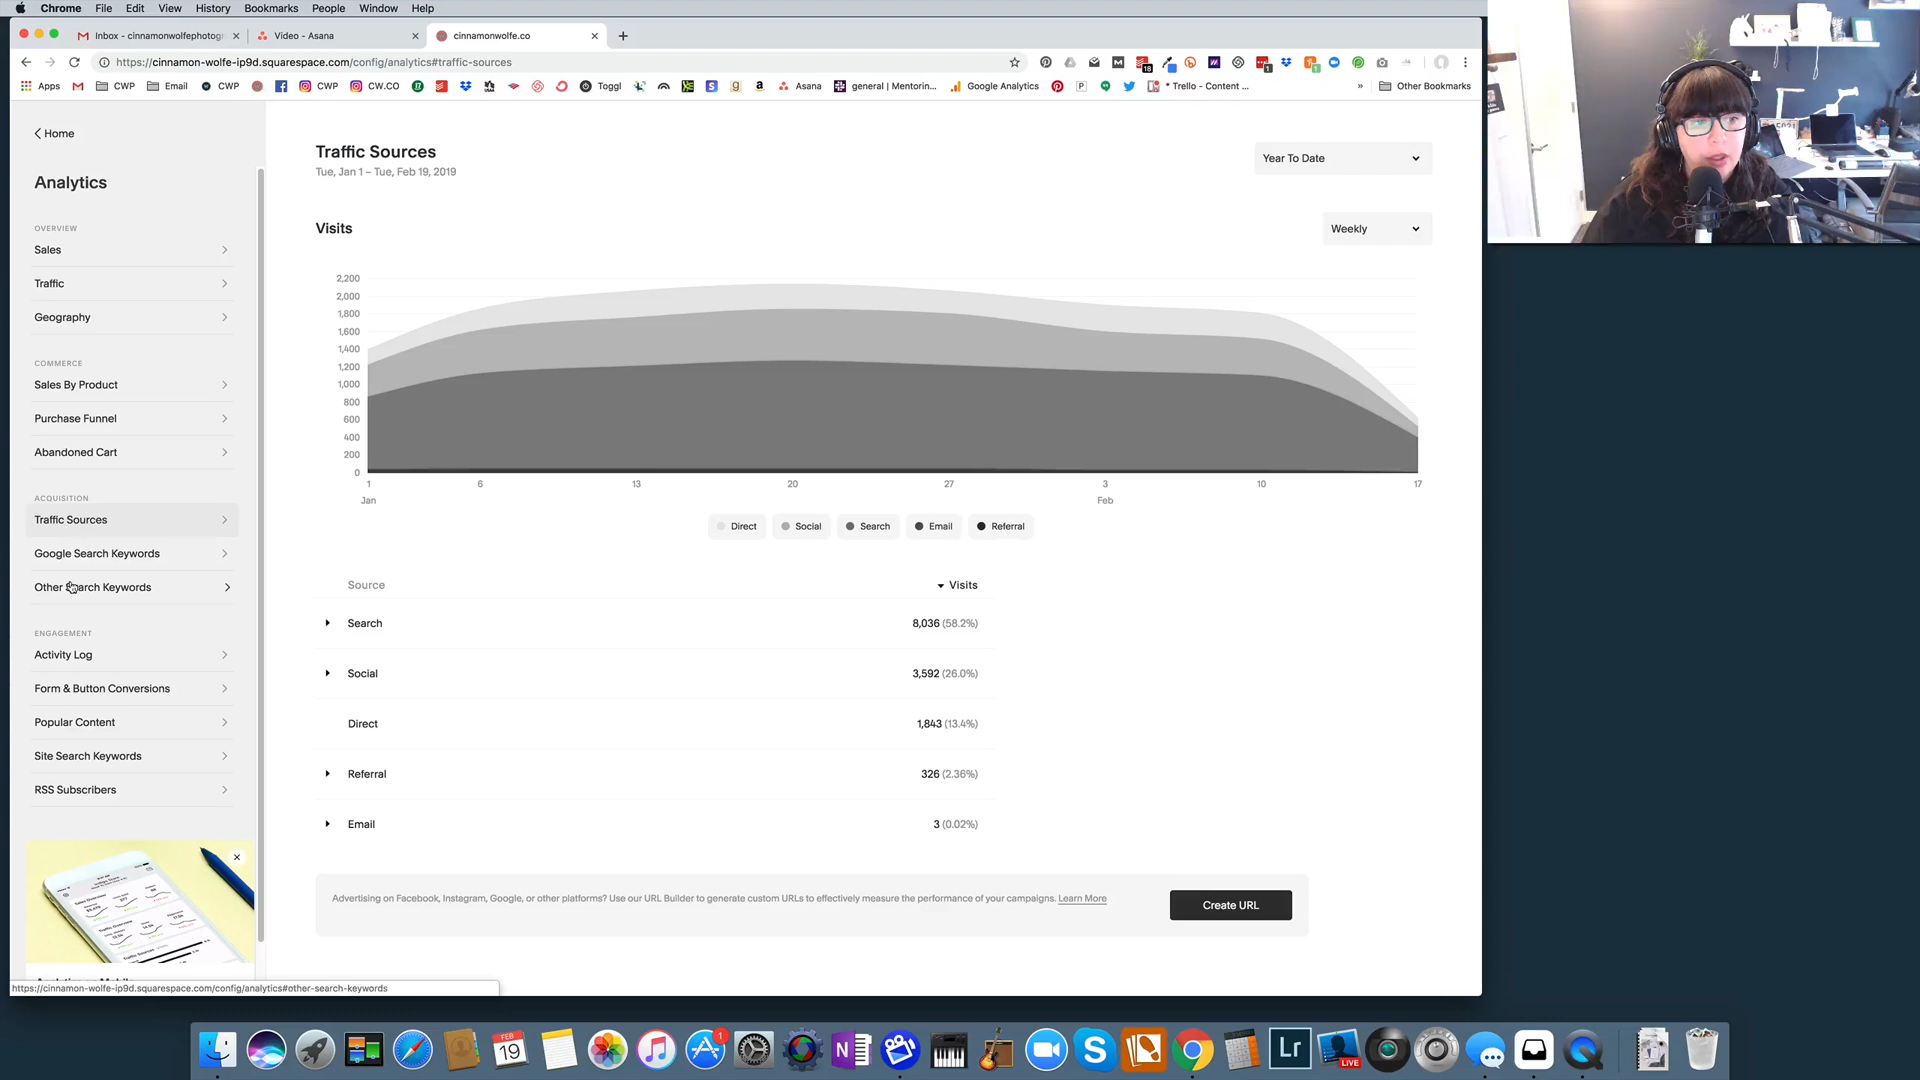 Chrome File Edit View History Bookmarks People Window Help
Inbox - cinnamonwolfephotog
Video - Asana
cinnamonwolfe.co
https://cinnamon-wolfe-ip9d.squarespace.com/config/analytics#traffic-sources
Apps CWP Email CWP CWP CW.CO Toggl Asana general | Mentorin... Google Analytics * Trello - Content ... » Other Bookmarks
Home
Analytics
OVERVIEW
Sales
Traffic
Geography
COMMERCE
Sales By Product
Purchase Funnel
Abandoned Cart
ACQUISITION
Traffic Sources
Google Search Keywords
Other Search Keywords
ENGAGEMENT
Activity Log
Form & Button Conversions
Popular Content
Site Search Keywords
RSS Subscribers
https://cinnamon-wolfe-ip9d.squarespace.com/config/analytics#other-search-keywords
Traffic Sources
Tue, Jan 1 – Tue, Feb 19, 2019
Year To Date
Visits
Weekly
2,200
2,000
1,800
1,600
1,400
1,200
1,000
800
600
400
200
0
1 6 13 20 27 3 10 17
Jan Feb
Direct Social Search Email Referral
Source Visits
Search 8,036 (58.2%)
Social 3,592 (26.0%)
Direct 1,843 (13.4%)
Referral 326 (2.36%)
Email 3 (0.02%)
Advertising on Facebook, Instagram, Google, or other platforms? Use our URL Builder to generate custom URLs to effectively measure the performance of your campaigns. Learn More
Create URL
FEB
19
Lr
LIVE